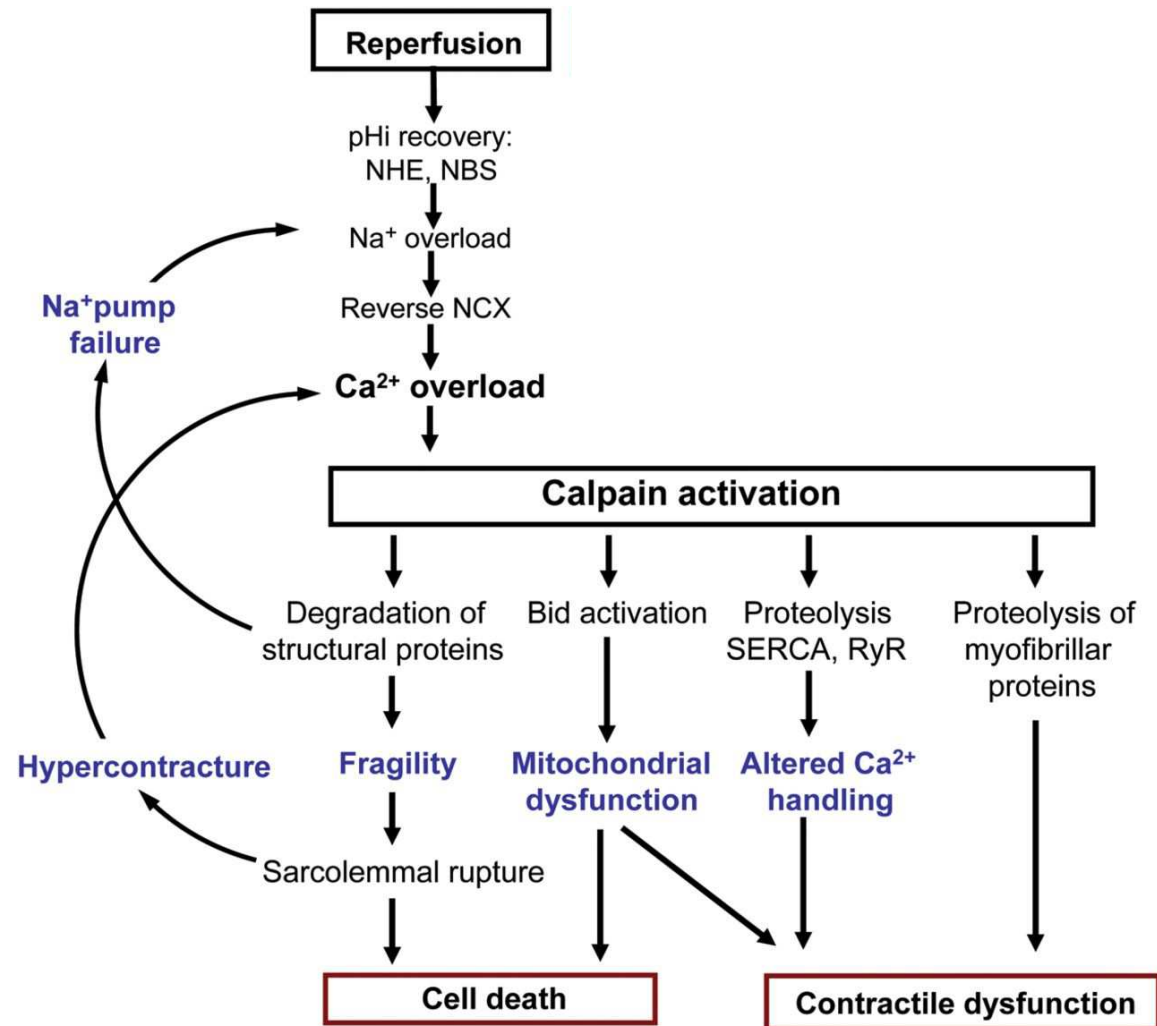 Reperfusion
pHi recovery:
NHE, NBS
Na⁺ overload
Reverse NCX
Na⁺pump
failure
Ca²⁺ overload
Calpain activation
Degradation of
structural proteins
Bid activation
Proteolysis
SERCA, RyR
Proteolysis of
myofibrillar
proteins
Hypercontracture
Fragility
Mitochondrial
dysfunction
Altered Ca²⁺
handling
Sarcolemmal rupture
Cell death
Contractile dysfunction